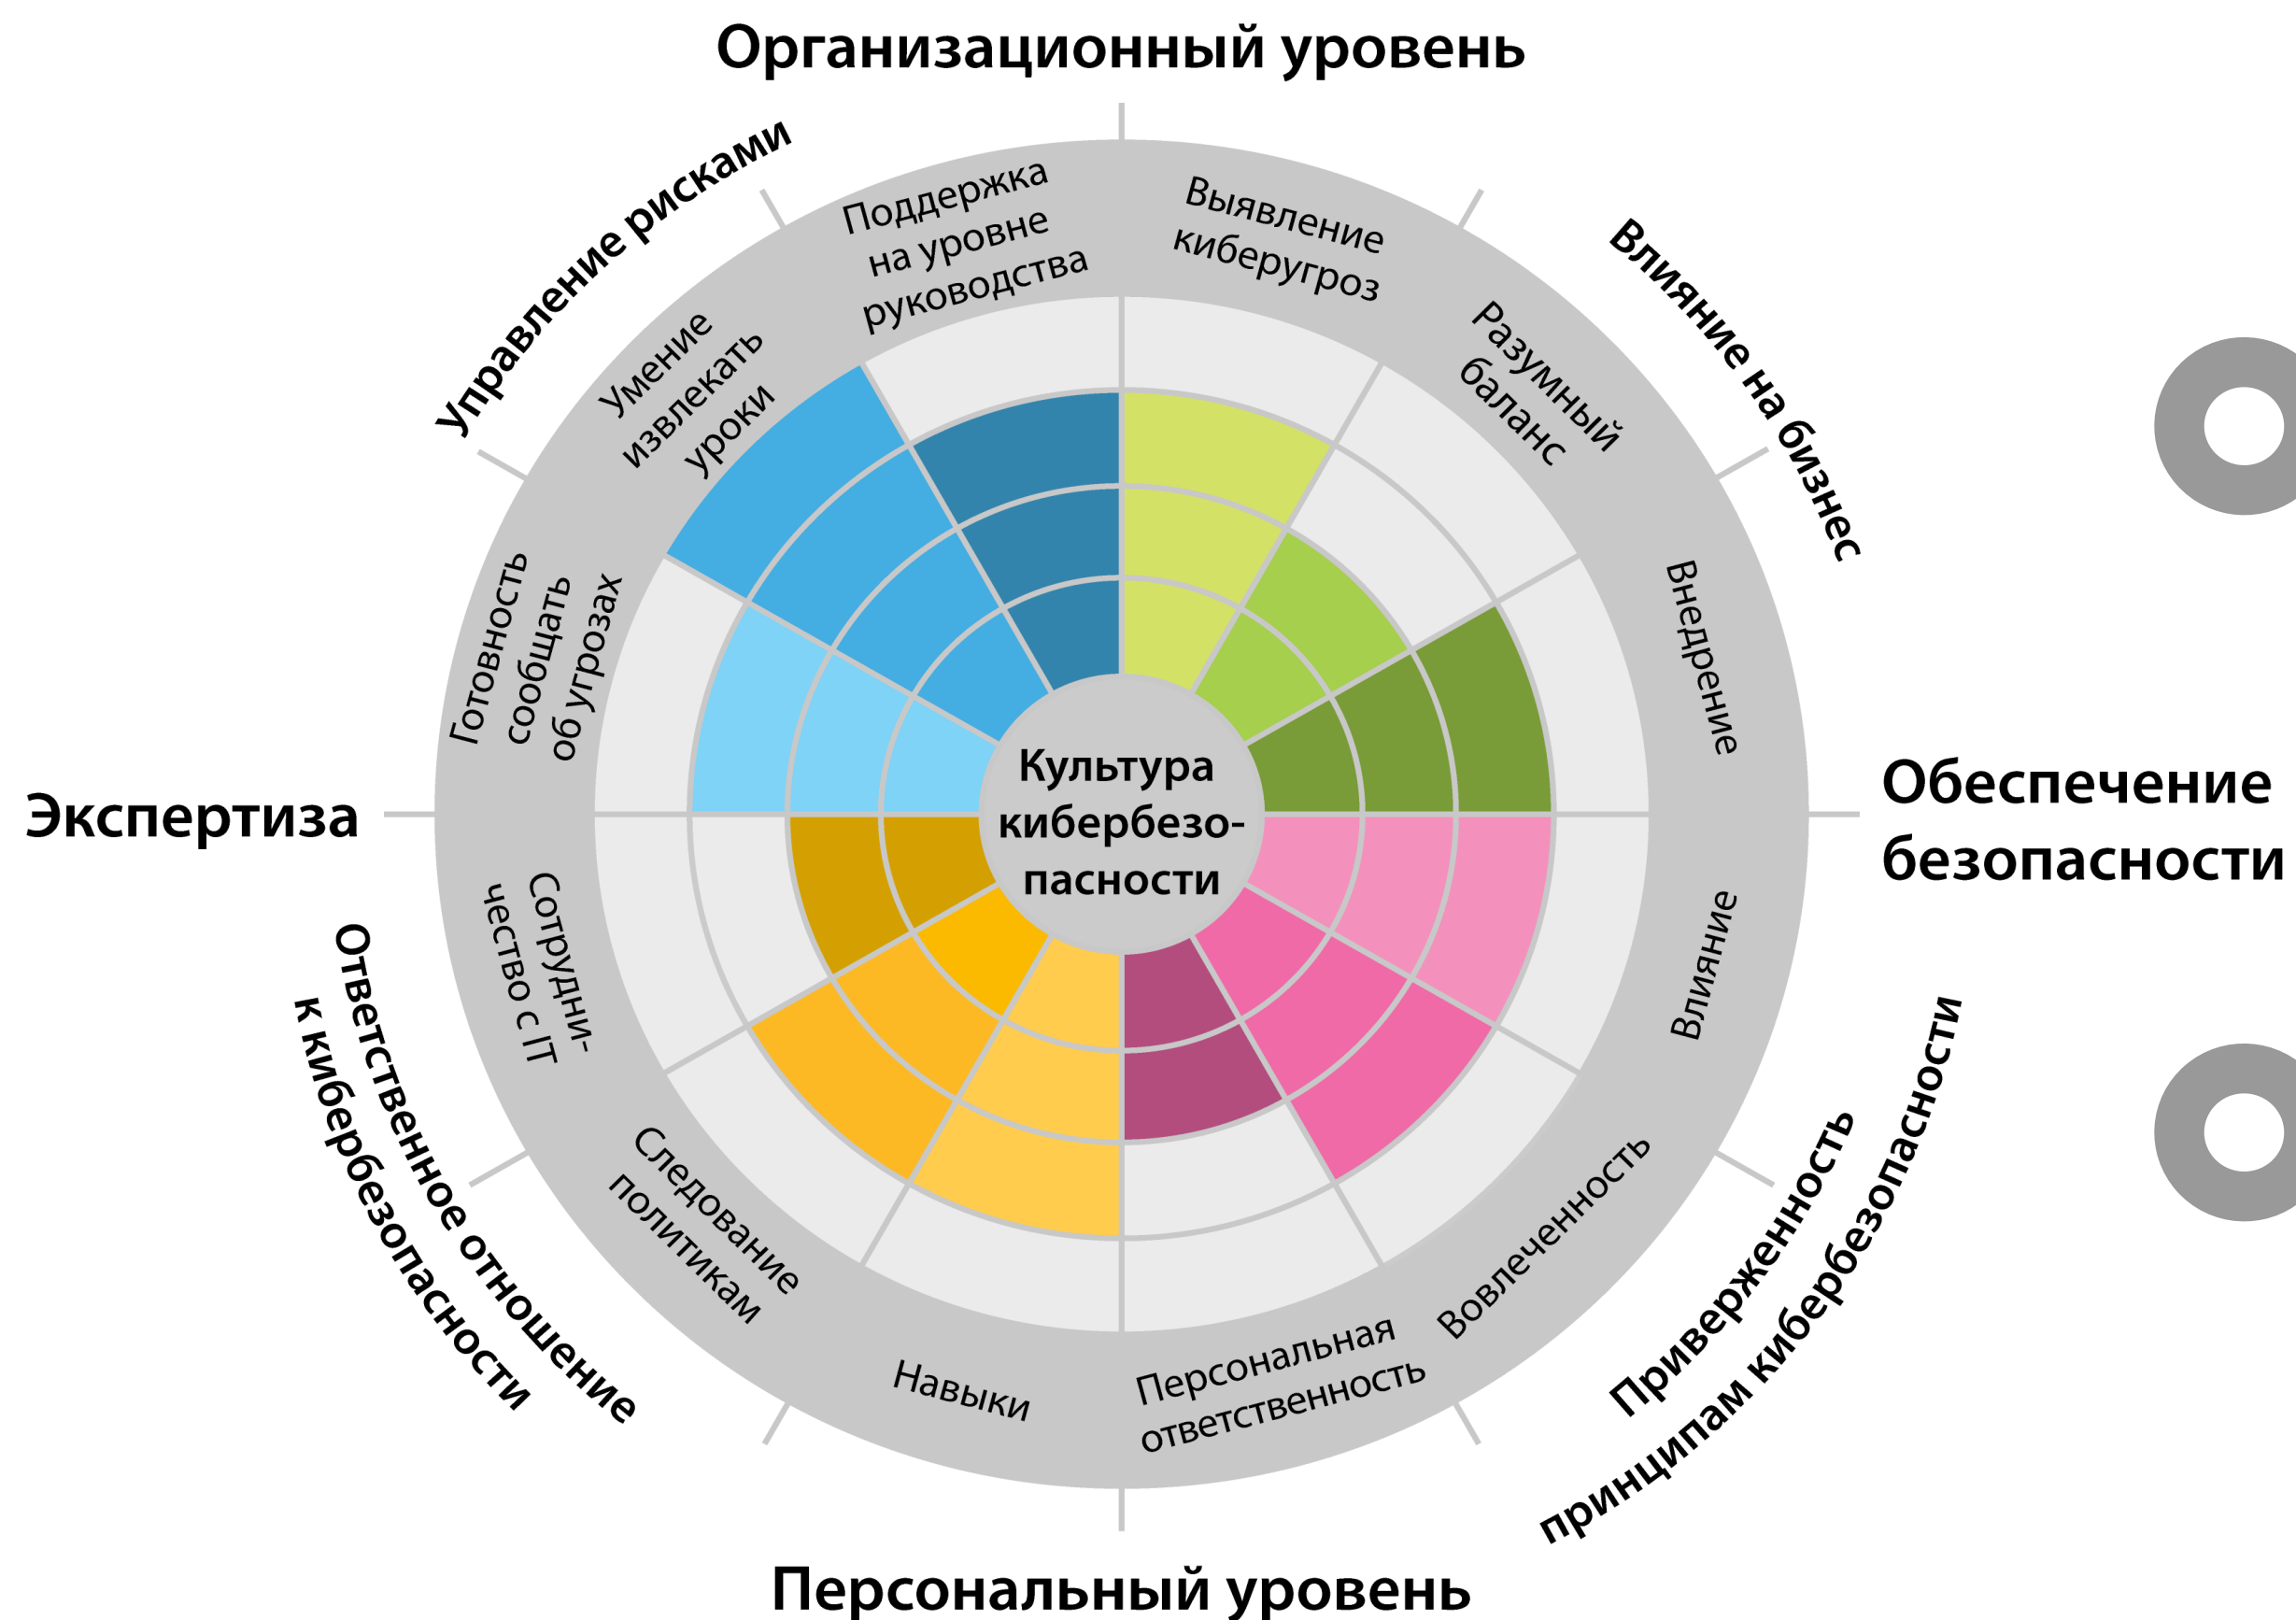 Организационный уровень
Управление рисками
Влияние на бизнес
Поддержка
на уровне
руководства
Выявление
киберугроз
Умение
извлекать
уроки
Разумный
баланс
Готовность
сообщать
об угрозах
Внедрение
Экспертиза
Культура
кибербезо-
пасности
Обеспечение
безопасности
Сотрудни-
чество с IT
Влияние
Ответственное отношение
к кибербезопасности
Приверженность
принципам кибербезопасности
Следование
политикам
Вовлеченность
Навыки
Персональная
ответственность
Персональный уровень